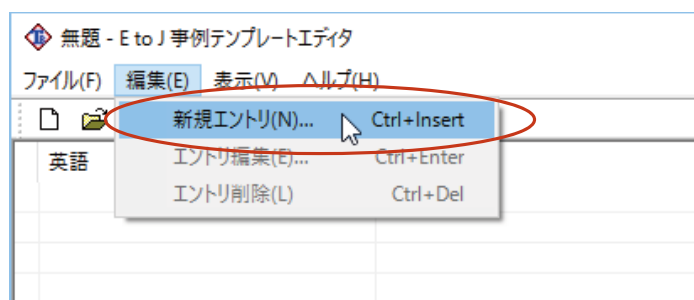 無題 - E to J 事例テンプレートエディタ
ファイル(F) 編集(E) 表示(V) ヘルプ(H)
新規エントリ(N)... Ctrl+Insert
英語
エントリ編集(E)... Ctrl+Enter
エントリ削除(L) Ctrl+Del